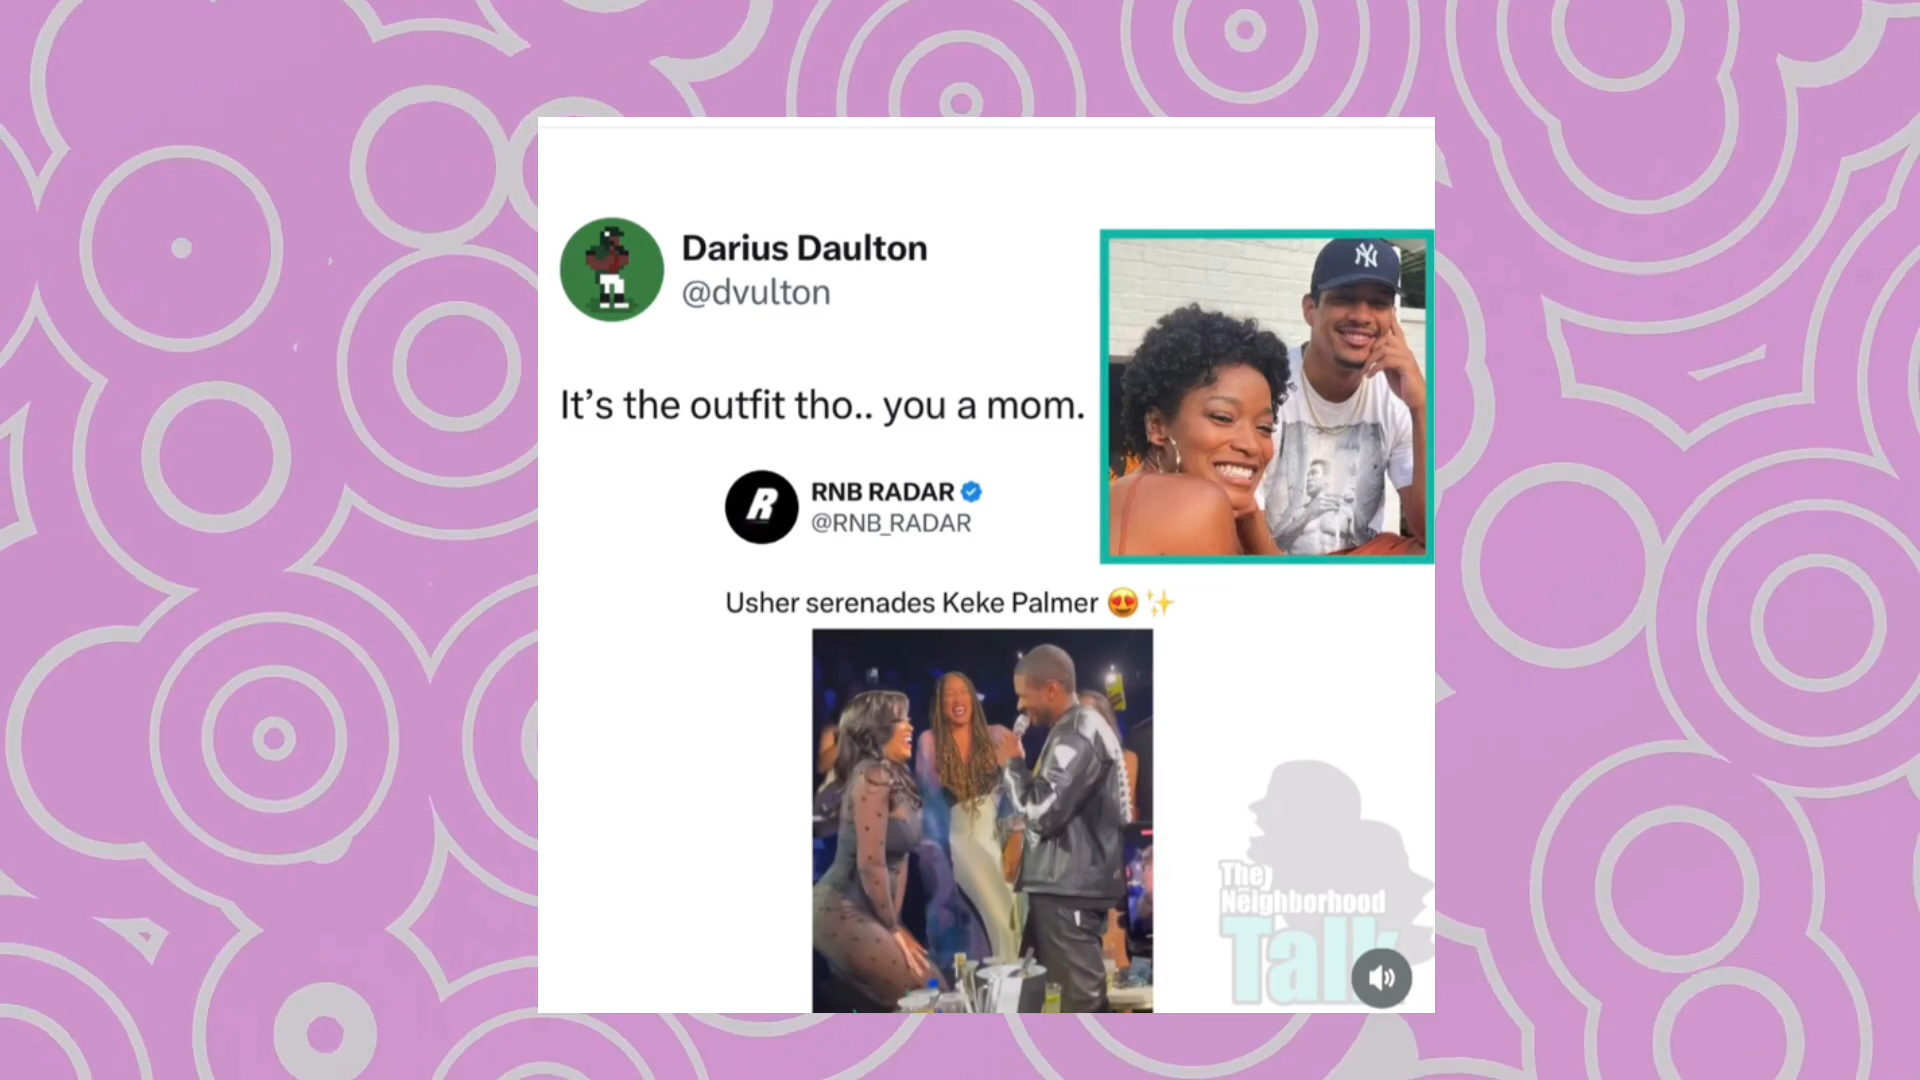 Darius Daulton
@dvulton
It’s the outfit tho.. you a mom.
RNB RADAR
@RNB_RADAR
Usher serenades Keke Palmer 😍✨
The
Neighborhood
Talk